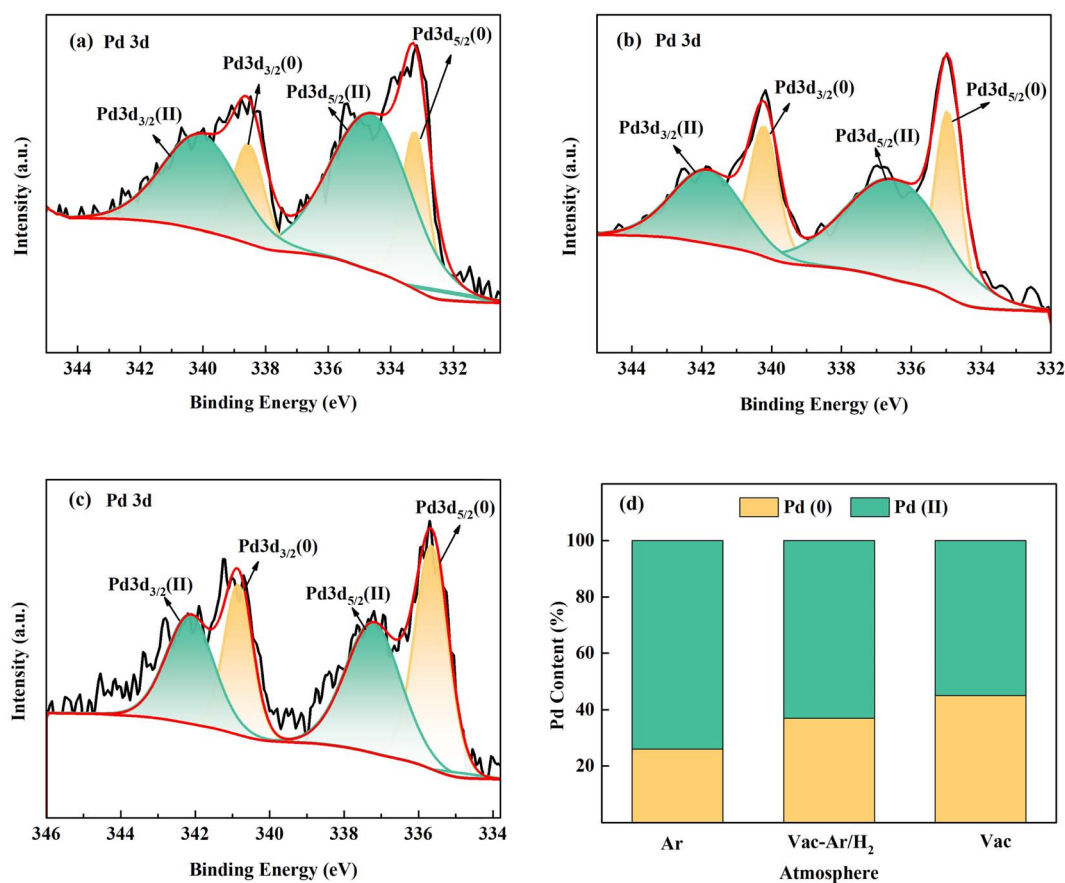 (a) Pd 3d
Pd3d5/2(0)
Pd3d3/2(0)
Pd3d5/2(II)
Pd3d3/2(II)
Intensity (a.u.)
344 342 340 338 336 334 332
Binding Energy (eV)
(b) Pd 3d
Pd3d3/2(0)
Pd3d5/2(0)
Pd3d3/2(II)
Pd3d5/2(II)
Intensity (a.u.)
344 342 340 338 336 334 332
Binding Energy (eV)
(c) Pd 3d
Pd3d5/2(0)
Pd3d3/2(0)
Pd3d3/2(II)
Pd3d5/2(II)
Intensity (a.u.)
346 344 342 340 338 336 334
Binding Energy (eV)
(d)
Pd (0) Pd (II)
100
80
60
40
20
Pd Content (%)
Ar Vac-Ar/H2 Vac
Atmosphere